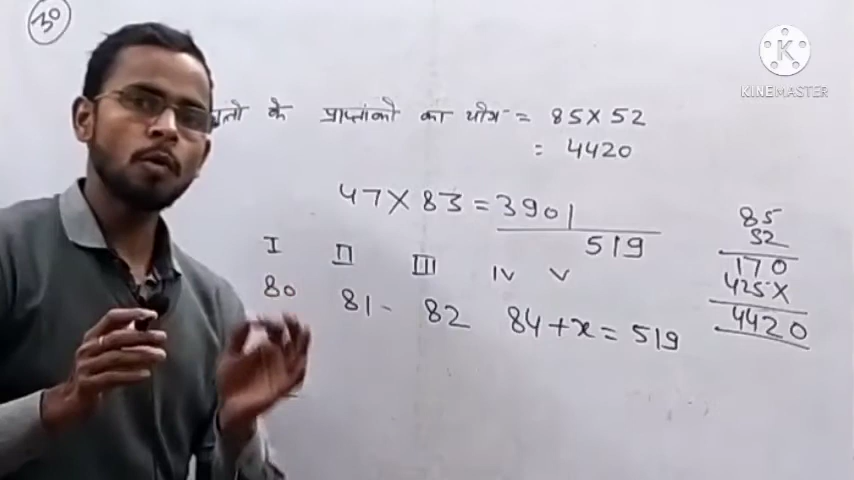 30
K
KINEMASTER
के प्राप्तांको का योग = 85 × 52
= 4420
47 × 83 = 3901
519
I II III IV V
80 81 - 82 84 + x = 519
85
52
170
425×
4420